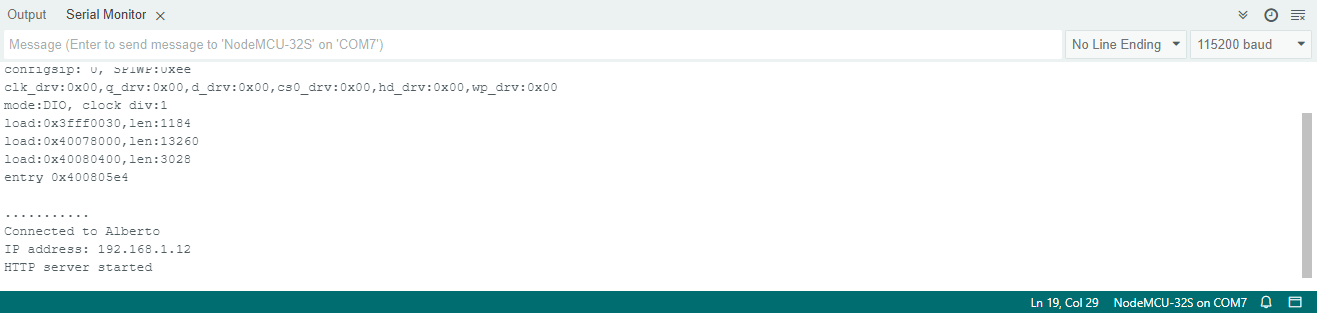 Output Serial Monitor
Message (Enter to send message to 'NodeMCU-32S' on 'COM7') No Line Ending 115200 baud
configsip: 0, SPIWP:0xee
clk_drv:0x00,q_drv:0x00,d_drv:0x00,cs0_drv:0x00,hd_drv:0x00,wp_drv:0x00
mode:DIO, clock div:1
load:0x3fff0030,len:1184
load:0x40078000,len:13260
load:0x40080400,len:3028
entry 0x400805e4
...........
Connected to Alberto
IP address: 192.168.1.12
HTTP server started
Ln 19, Col 29 NodeMCU-32S on COM7